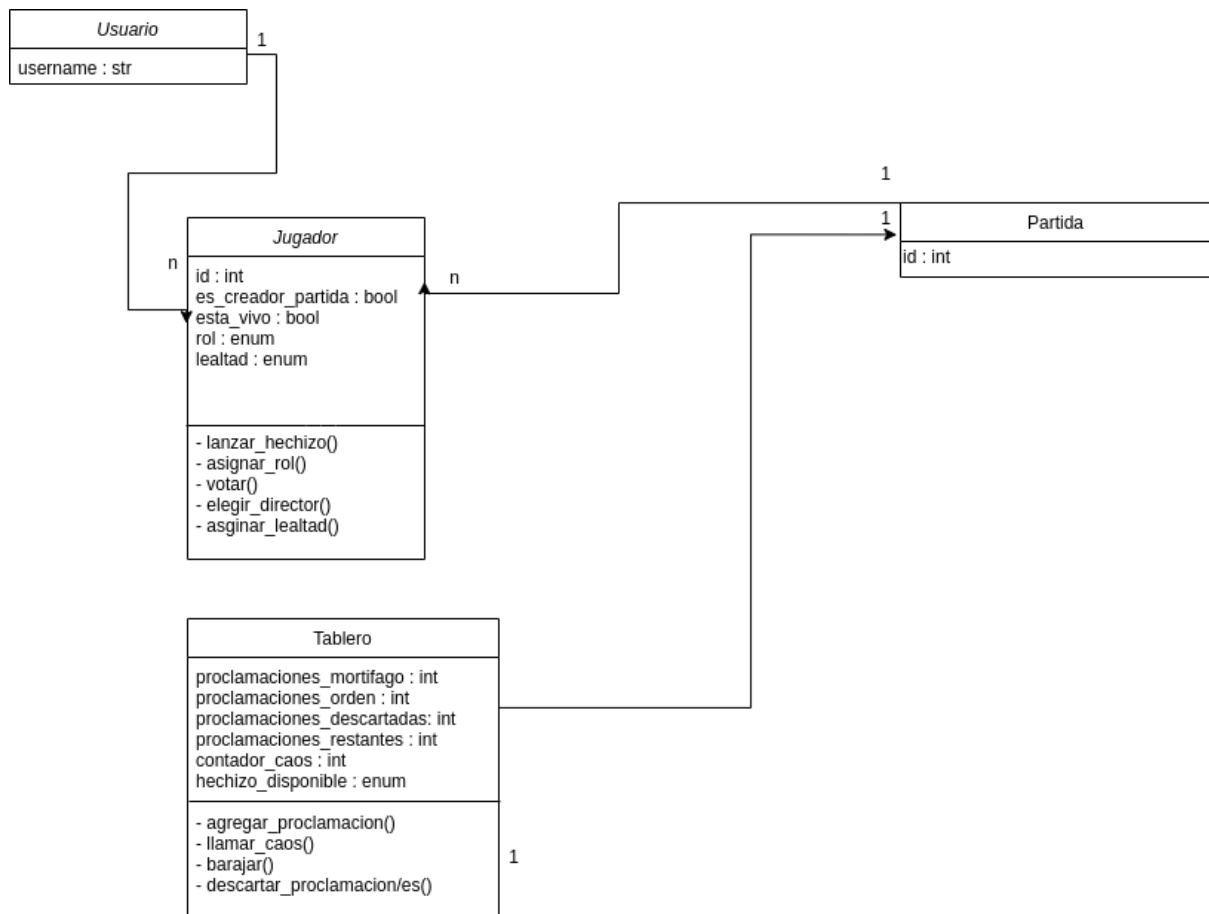 Usuario
1
username : str
1
1
Partida
id : int
Jugador
n
n
id : int
es_creador_partida : bool
esta_vivo : bool
rol : enum
lealtad : enum
- lanzar_hechizo()
- asignar_rol()
- votar()
- elegir_director()
- asginar_lealtad()
Tablero
proclamaciones_mortifago : int
proclamaciones_orden : int
proclamaciones_descartadas: int
proclamaciones_restantes : int
contador_caos : int
hechizo_disponible : enum
- agregar_proclamacion()
- llamar_caos()
- barajar()
- descartar_proclamacion/es()
1